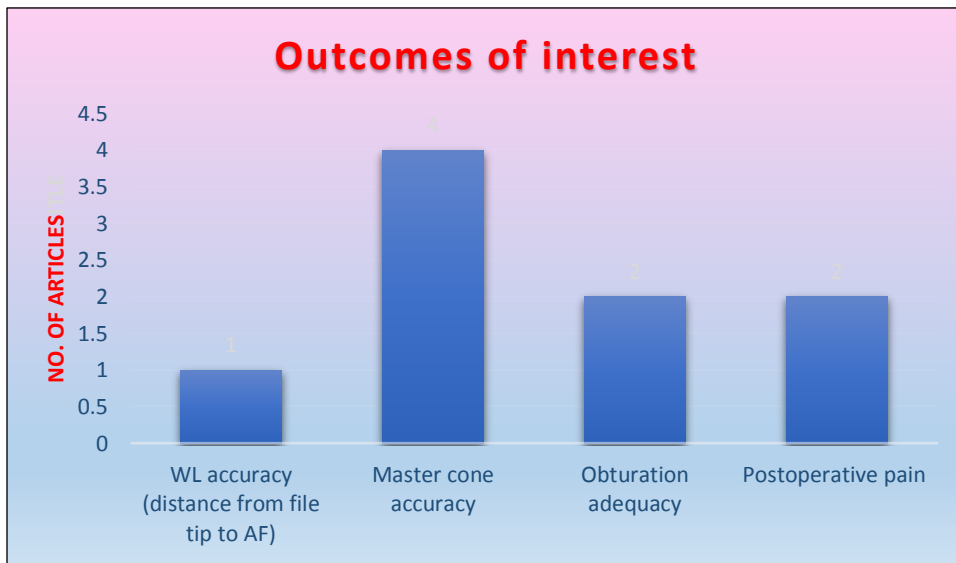 Outcomes of interest
4.5
4
3.5
3
2.5
2
1.5
1
0.5
0
NO. OF ARTICLES
1
4
2
2
WL accuracy
(distance from file
tip to AF)
Master cone
accuracy
Obturation
adequacy
Postoperative pain